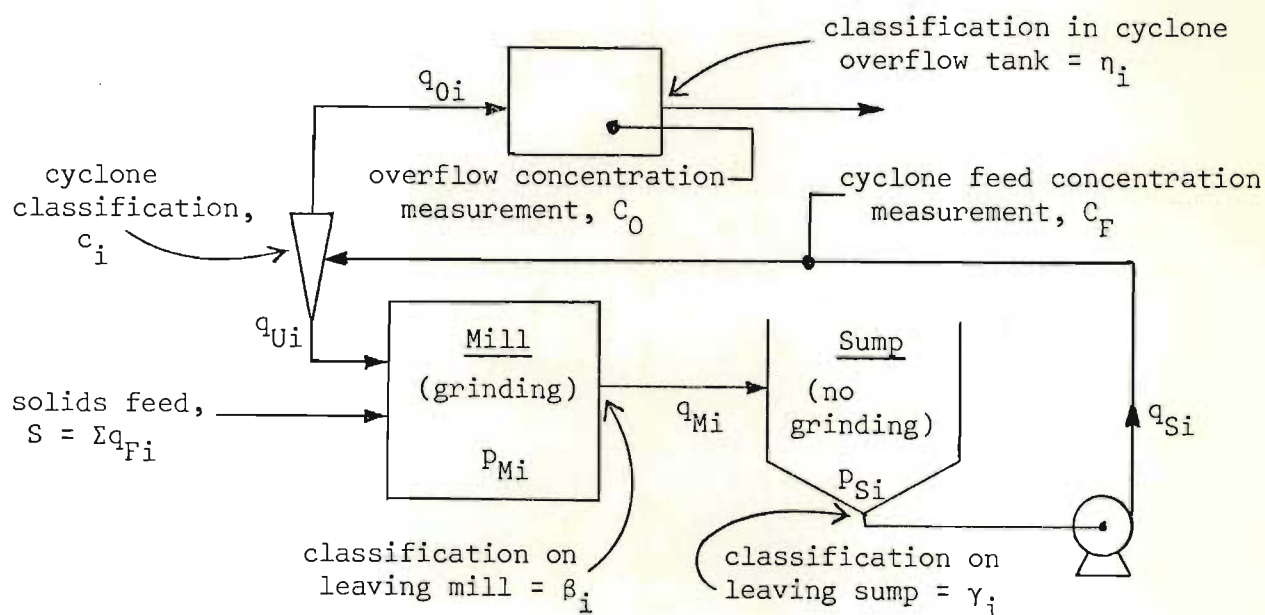 classification in cyclone
overflow tank = η_i
q_Oi
overflow concentration
measurement, C_O
cyclone feed concentration
measurement, C_F
cyclone
classification,
c_i
q_Ui
Mill
(grinding)
p_Mi
solids feed,
S = Σq_Fi
q_Mi
Sump
(no
grinding)
p_Si
q_Si
classification on
leaving mill = β_i
classification on
leaving sump = γ_i